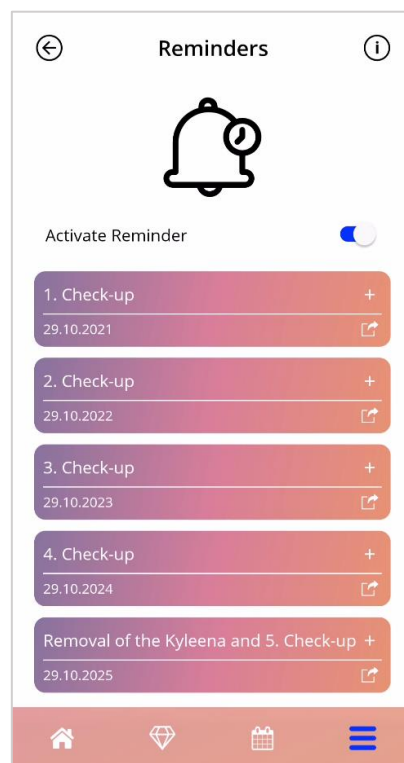 Reminders
Activate Reminder
1. Check-up +
29.10.2021
2. Check-up +
29.10.2022
3. Check-up +
29.10.2023
4. Check-up +
29.10.2024
Removal of the Kyleena and 5. Check-up +
29.10.2025